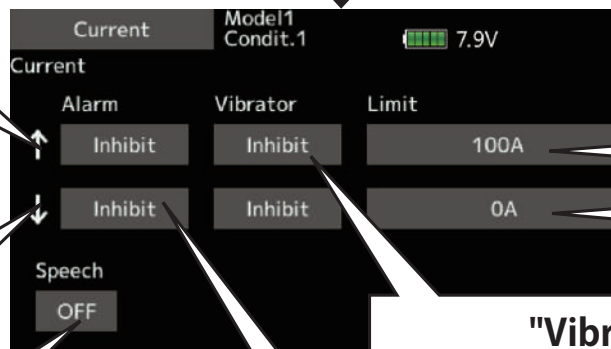 Current
Model1
Condit.1
7.9V
Current
Alarm Vibrator Limit
↑ Inhibit Inhibit 100A
↓ Inhibit Inhibit 0A
Speech
OFF
"Vibr